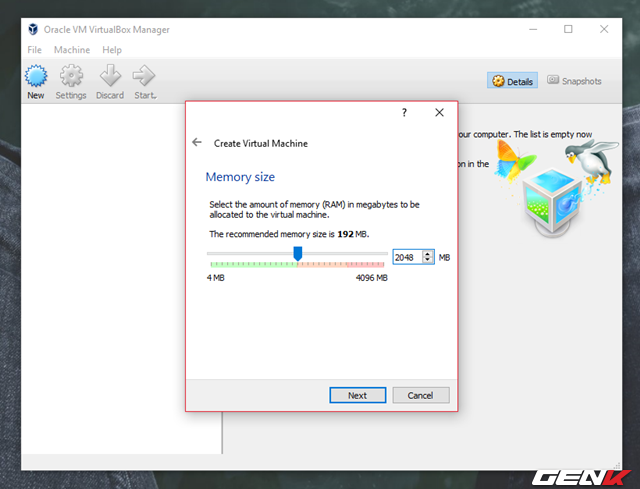 Oracle VM VirtualBox Manager
File Machine Help
New Settings Discard Start.
Details Snapshots
?
our computer. The list is empty now
on in the
Create Virtual Machine
Memory size
Select the amount of memory (RAM) in megabytes to be
allocated to the virtual machine.
The recommended memory size is 192 MB.
2048 MB
4 MB 4096 MB
Next Cancel
GENK